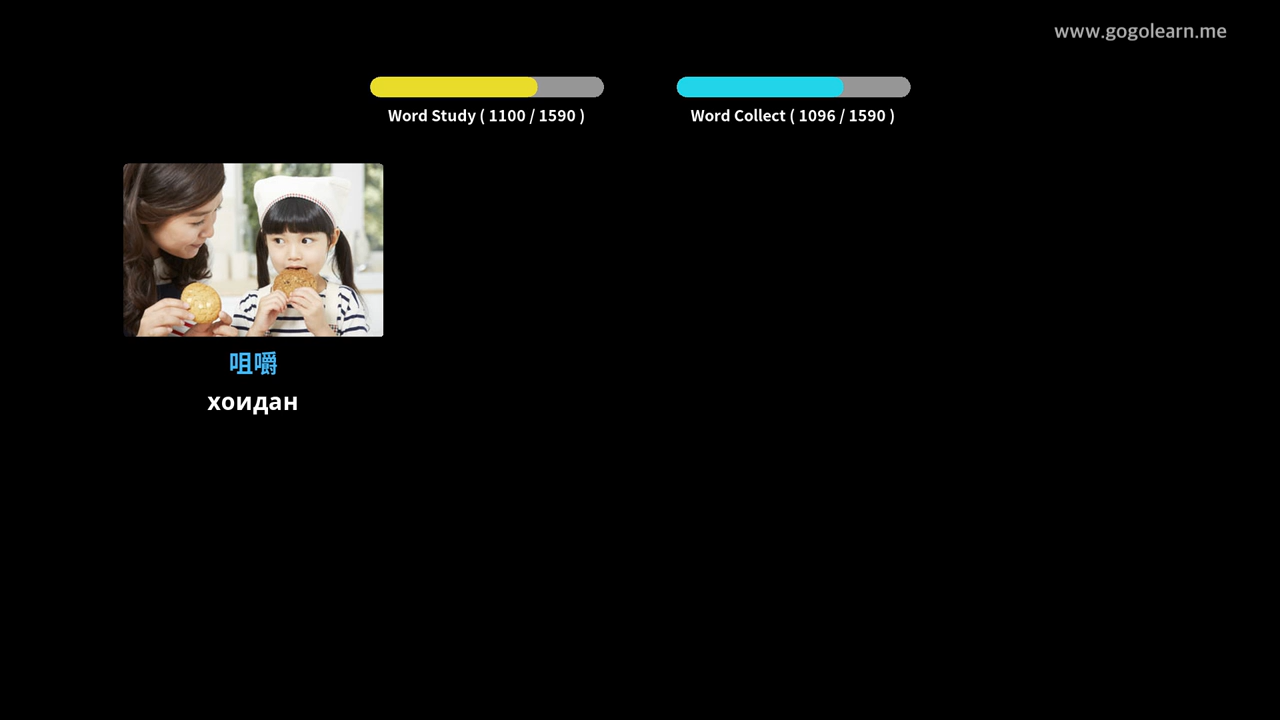 www.gogolearn.me
Word Study ( 1100 / 1590 )
Word Collect ( 1096 / 1590 )
咀嚼
хоидан